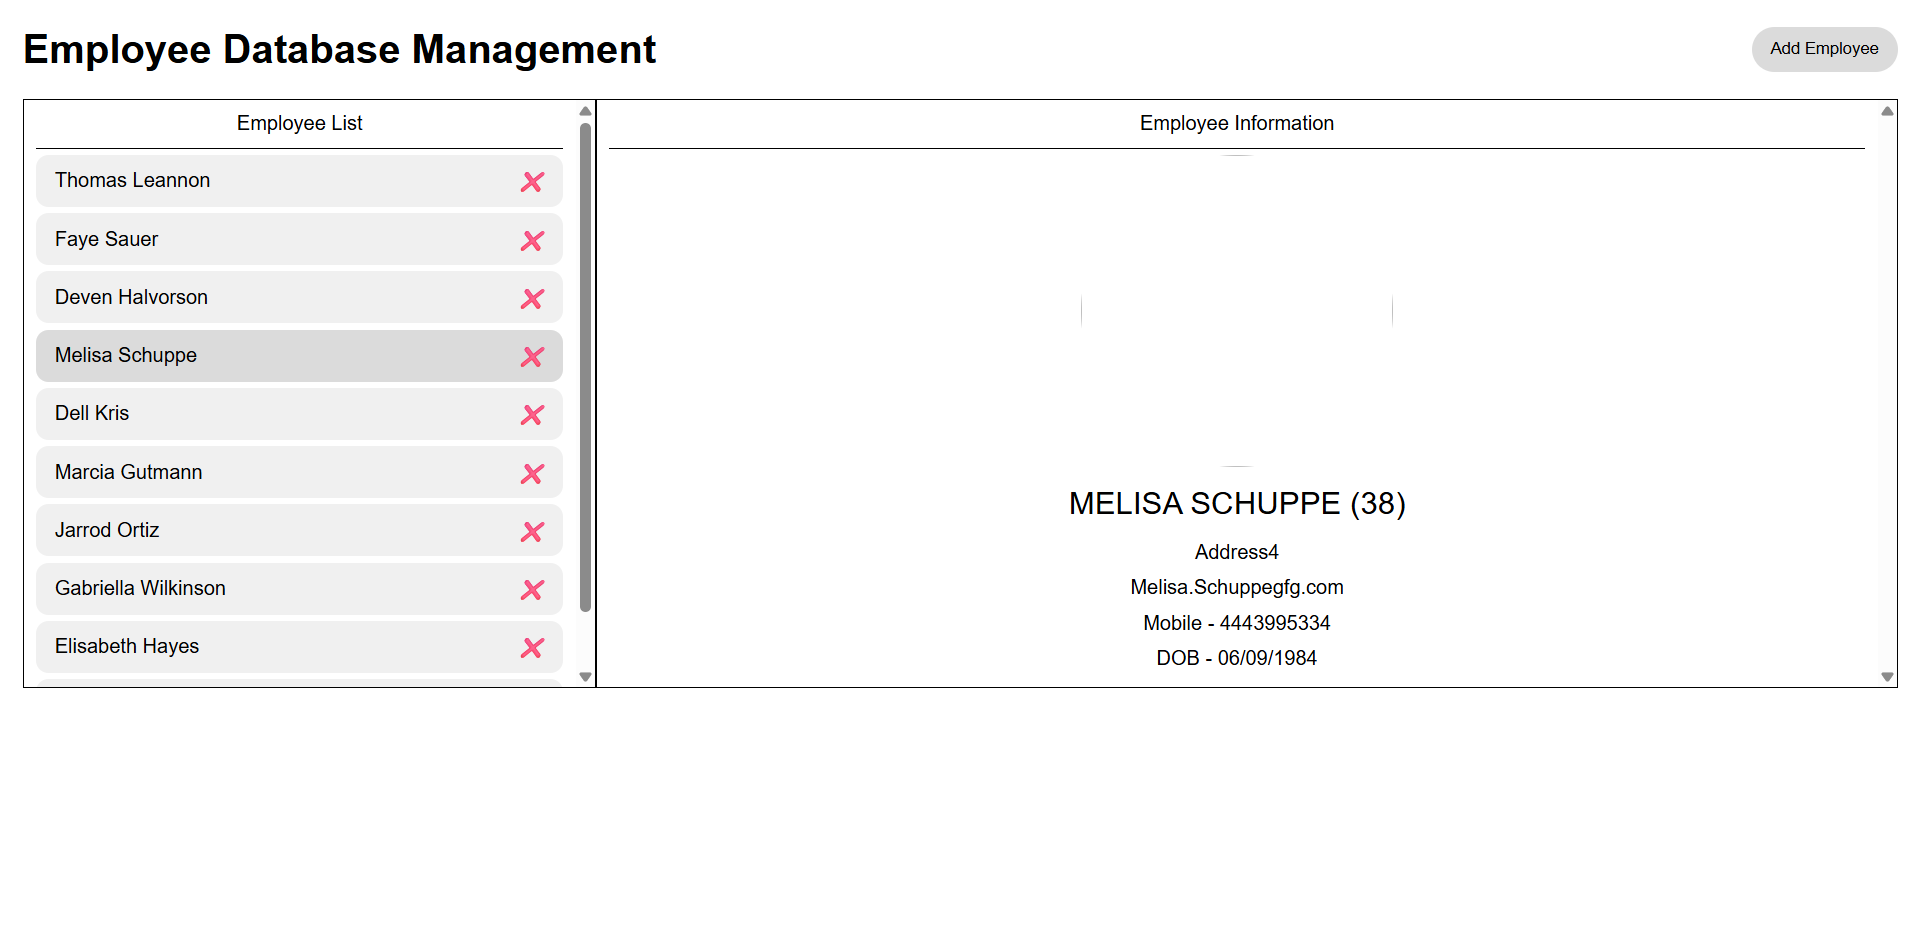 Employee Database Management
Add Employee
Employee List
Thomas Leannon
Faye Sauer
Deven Halvorson
Melisa Schuppe
Dell Kris
Marcia Gutmann
Jarrod Ortiz
Gabriella Wilkinson
Elisabeth Hayes
Employee Information
MELISA SCHUPPE (38)
Address4
Melisa.Schuppegfg.com
Mobile - 4443995334
DOB - 06/09/1984